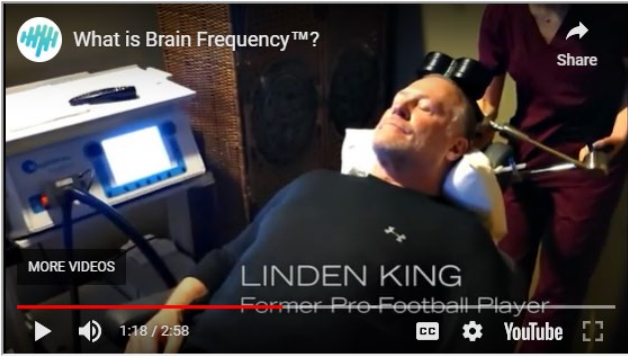 What is Brain Frequency™?
Share
MORE VIDEOS
LINDEN KING
Former Pro-Football Player
1:18 / 2:58
CC
YouTube